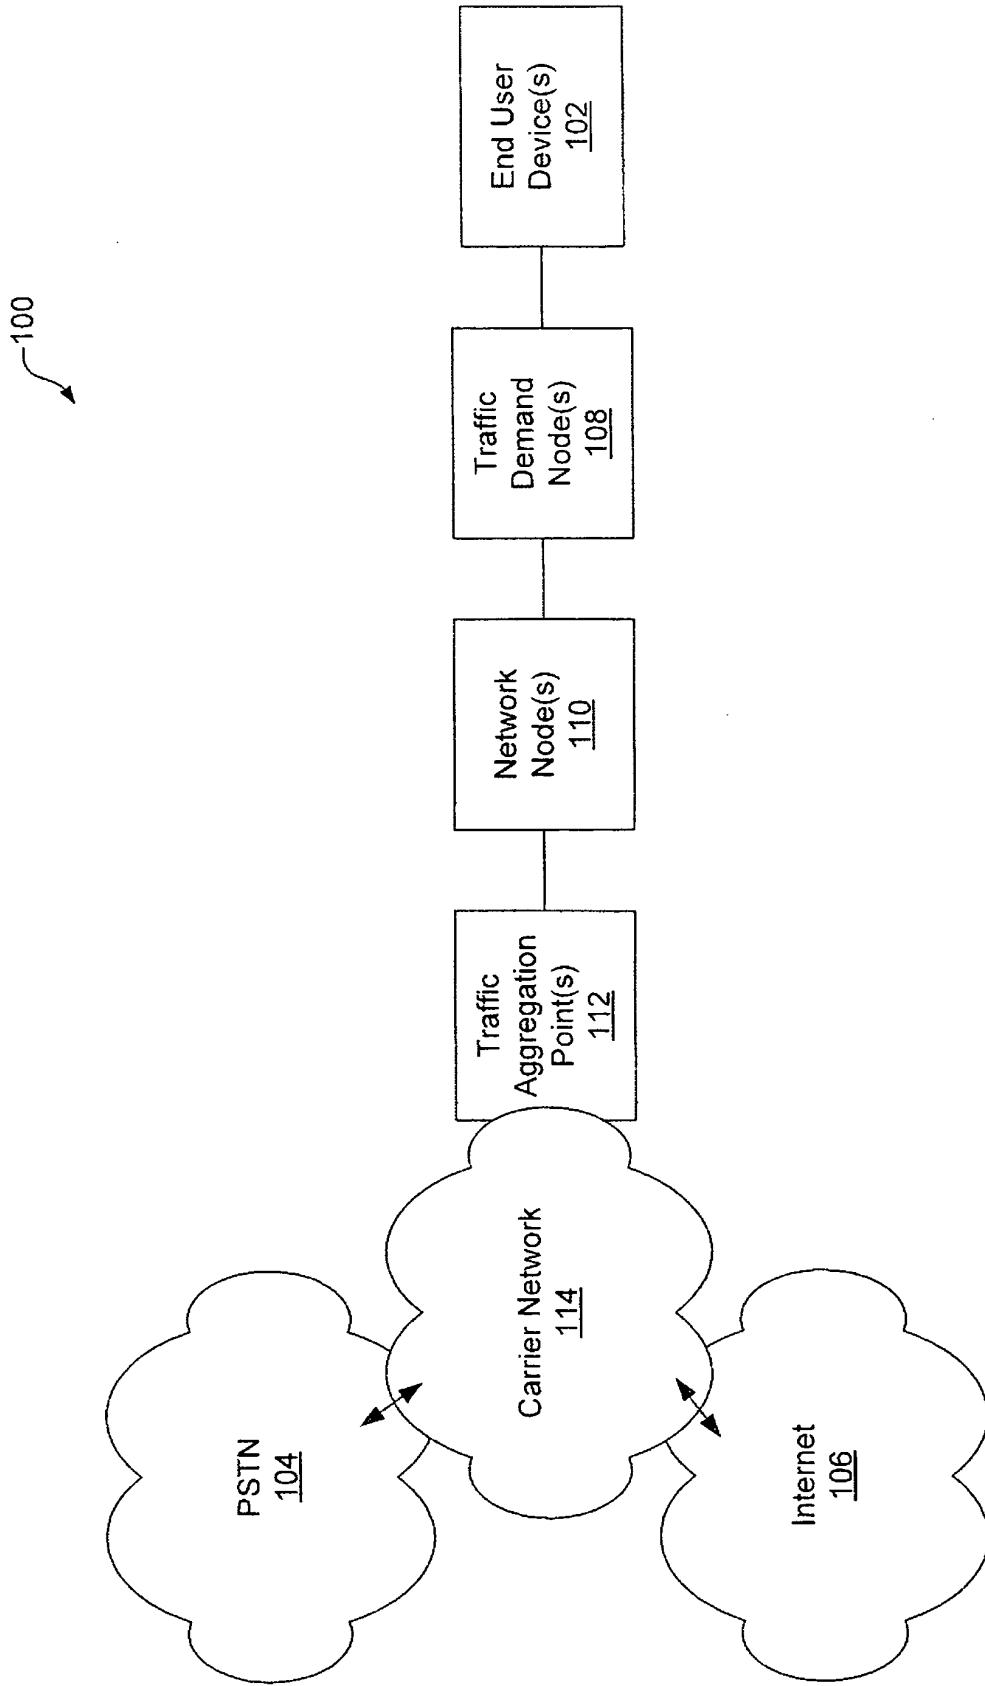 100
PSTN
104
Carrier Network
114
Internet
106
Traffic
Aggregation
Point(s)
112
Network
Node(s)
110
Traffic
Demand
Node(s)
108
End User
Device(s)
102